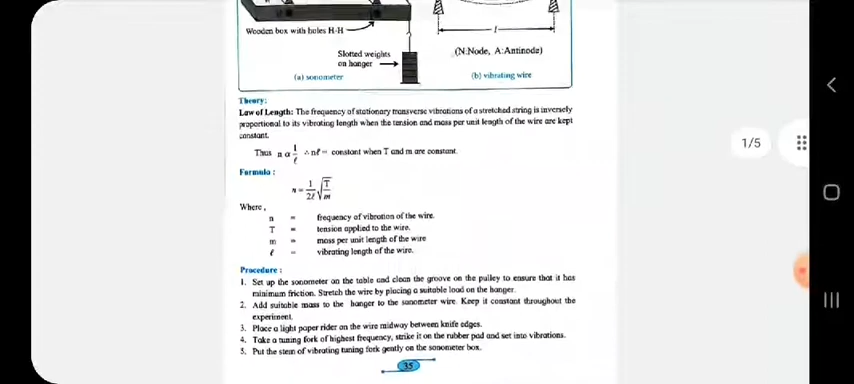 Wooden box with holes H-H
l
Slotted weights
on hanger
(N:Node, A:Antinode)
(a) sonometer
(b) vibrating wire
Theory:
Law of Length: The frequency of stationary transverse vibrations of a stretched string is inversely
proportional to its vibrating length when the tension and mass per unit length of the wire are kept
constant.
Thus n α 1/ℓ ∴ nℓ = constant when T and m are constant.
Formula :
n = 1/2ℓ √T/m
Where,
n = frequency of vibration of the wire.
T = tension applied to the wire.
m = mass per unit length of the wire
ℓ = vibrating length of the wire.
Procedure :
1. Set up the sonometer on the table and clean the groove on the pulley to ensure that it has
minimum friction. Stretch the wire by placing a suitable load on the hanger.
2. Add suitable mass to the hanger to the sonometer wire. Keep it constant throughout the
experiment.
3. Place a light paper rider on the wire midway between knife edges.
4. Take a tuning fork of highest frequency, strike it on the rubber pad and set into vibrations.
5. Put the stem of vibrating tuning fork gently on the sonometer box.
35
1/5